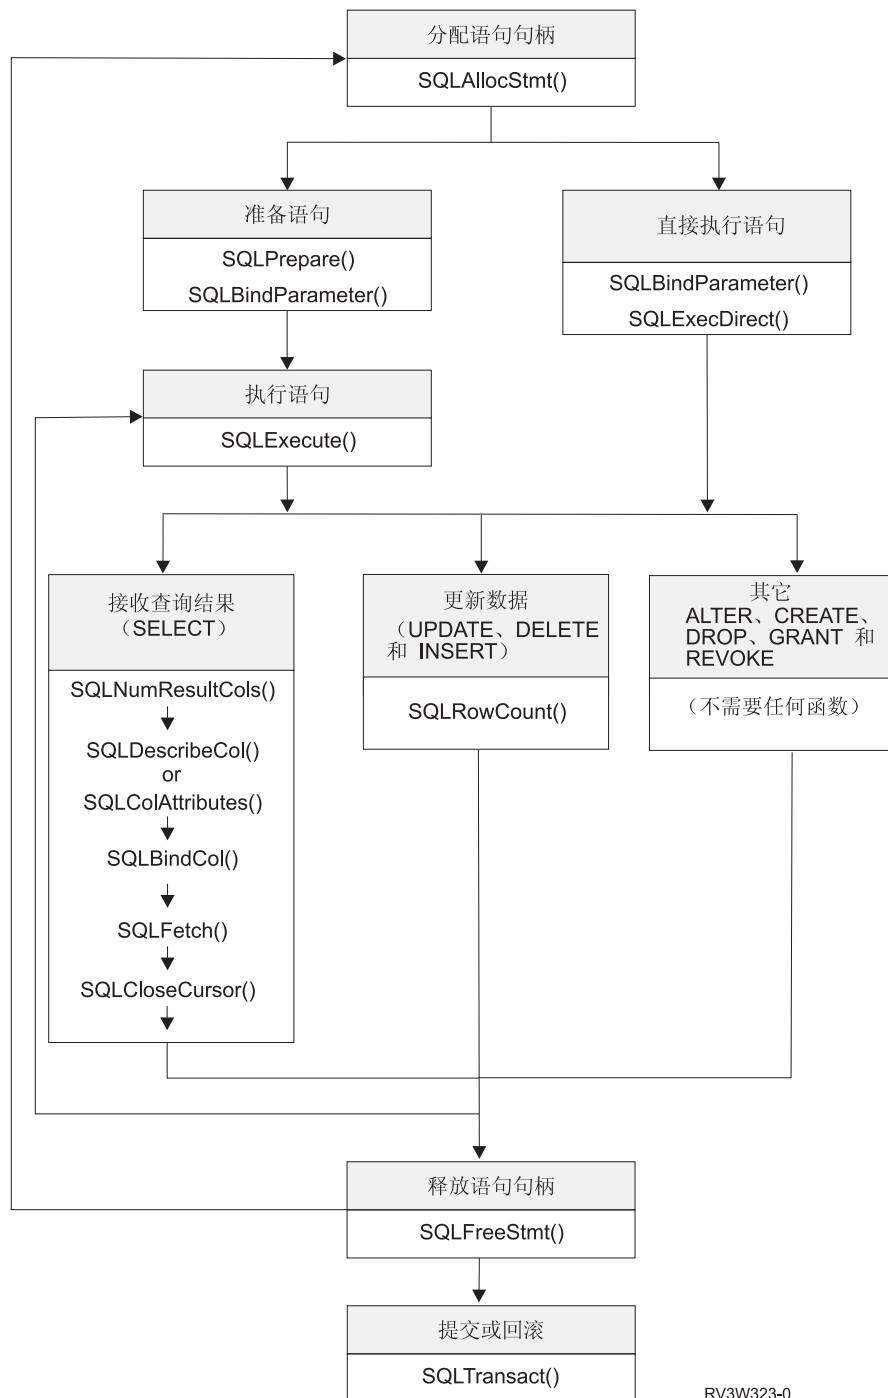 分配语句句柄
SQLAllocStmt()
准备语句
SQLPrepare()
SQLBindParameter()
直接执行语句
SQLBindParameter()
SQLExecDirect()
执行语句
SQLExecute()
接收查询结果
（SELECT）
SQLNumResultCols()
SQLDescribeCol()
or
SQLColAttributes()
SQLBindCol()
SQLFetch()
SQLCloseCursor()
更新数据
（UPDATE、DELETE
和 INSERT）
SQLRowCount()
其它
ALTER、CREATE、
DROP、GRANT 和
REVOKE
（不需要任何函数）
释放语句句柄
SQLFreeStmt()
提交或回滚
SQLTransact()
RV3W323-0